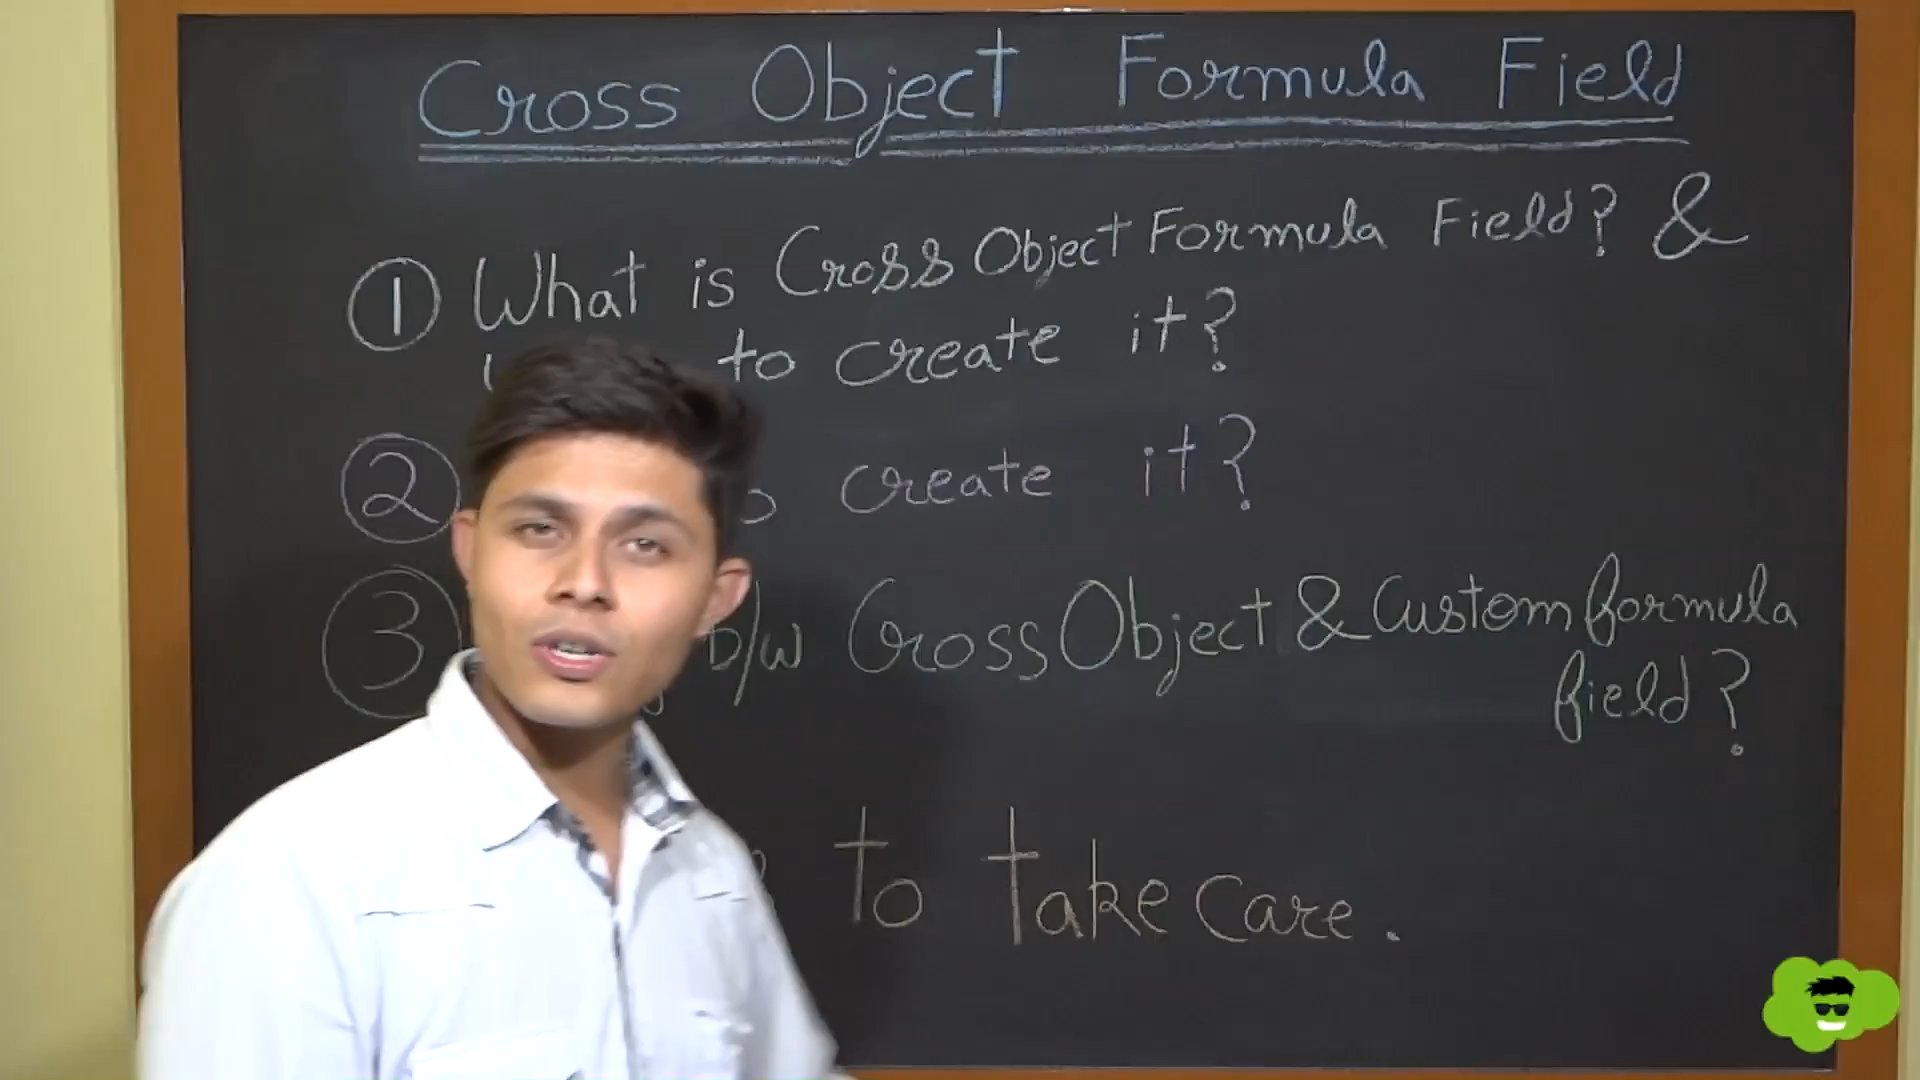 Cross Object Formula Field
① What is Cross Object Formula Field? &
to create it?
② create it?
③ b/w Cross Object & Custom formula
field?
to take care.